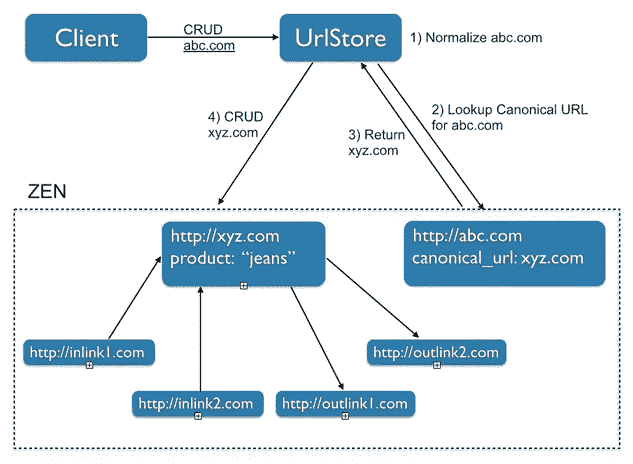 Client
CRUD
abc.com
UrlStore
1) Normalize abc.com
2) Lookup Canonical URL
for abc.com
3) Return
xyz.com
4) CRUD
xyz.com
ZEN
http://xyz.com
product: “jeans”
http://abc.com
canonical_url: xyz.com
http://inlink1.com
http://outlink2.com
http://inlink2.com
http://outlink1.com